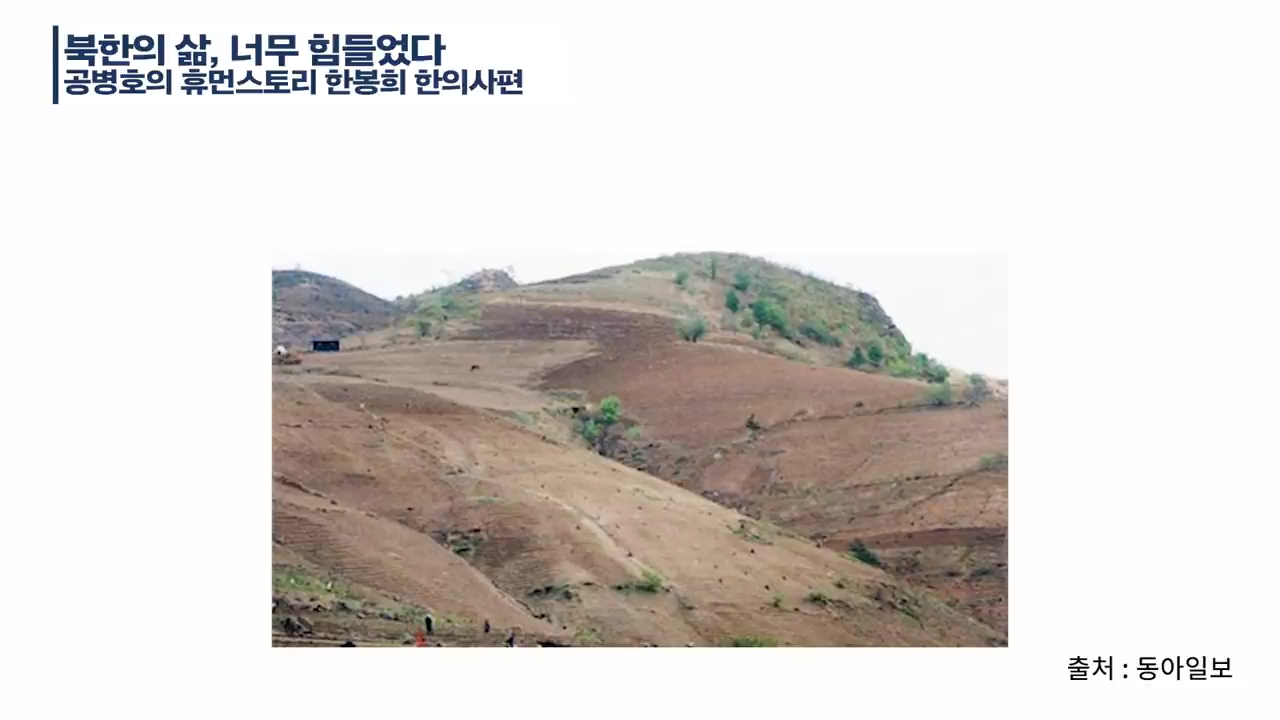 북한의 삶, 너무 힘들었다
공병호의 휴먼스토리 한봉희 한의사편
출처 : 동아일보